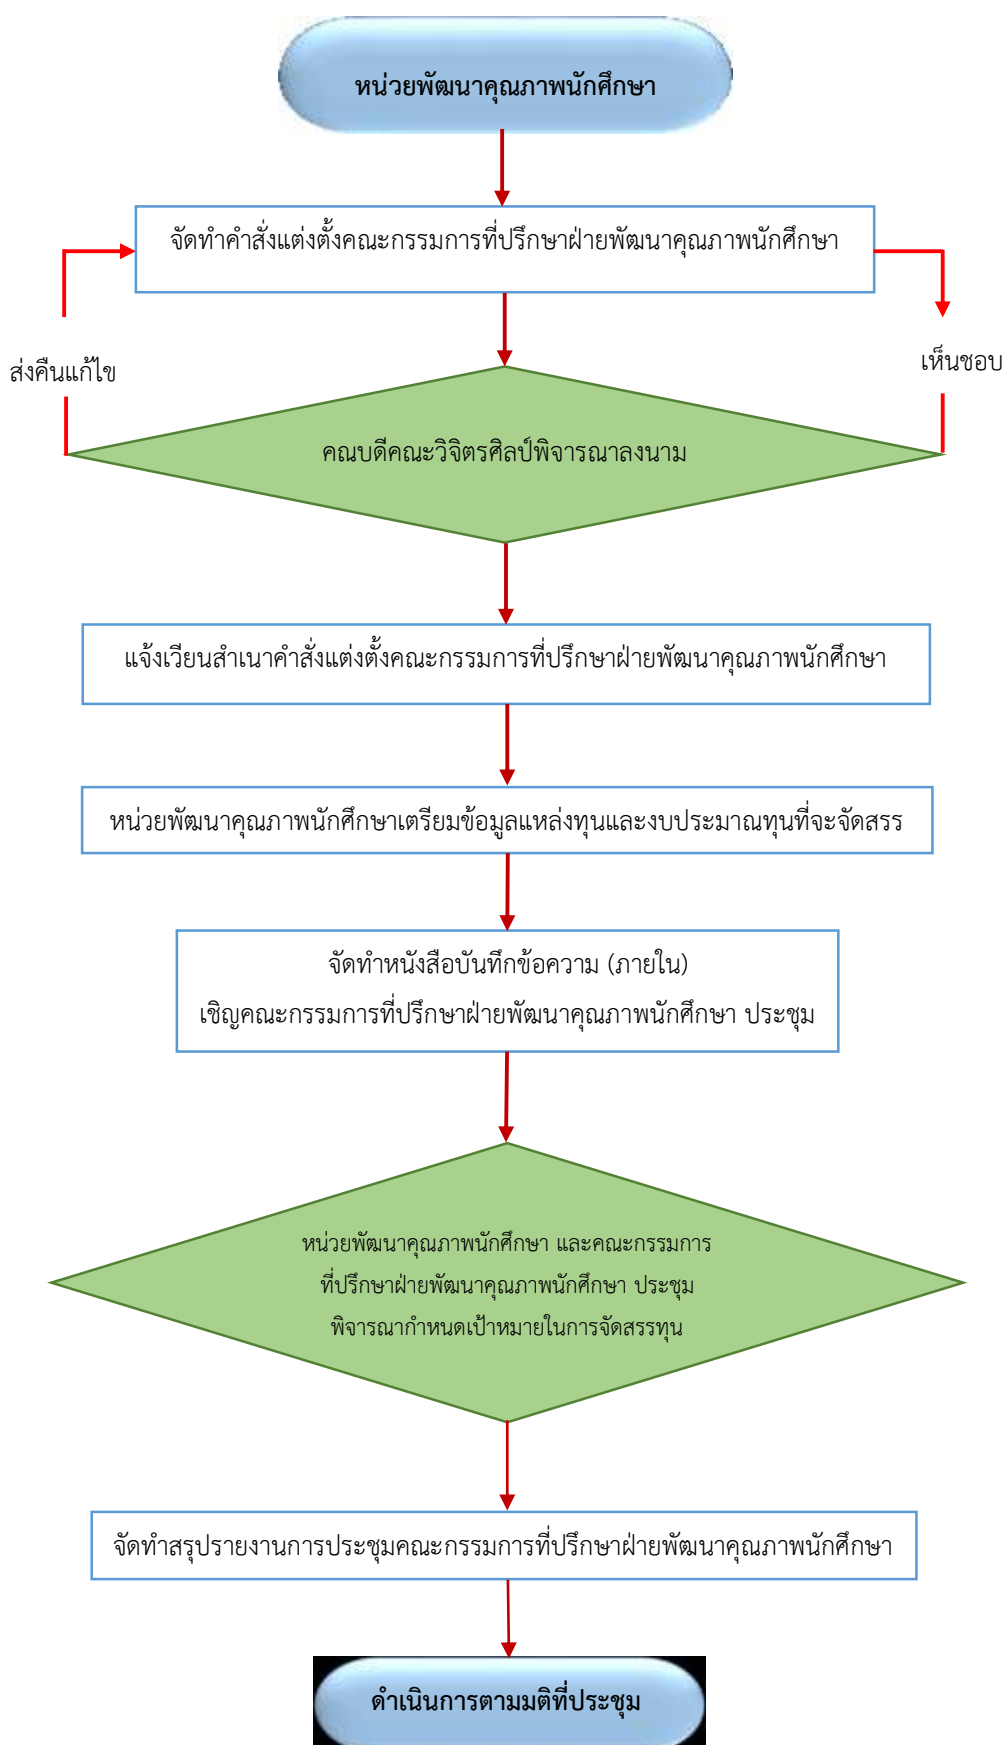 หน่วยพัฒนาคุณภาพนักศึกษา
จัดทำคำสั่งแต่งตั้งคณะกรรมการที่ปรึกษาฝ่ายพัฒนาคุณภาพนักศึกษา
ส่งคืนแก้ไข
เห็นชอบ
คณบดีคณะวิจิตรศิลป์พิจารณาลงนาม
แจ้งเวียนสำเนาคำสั่งแต่งตั้งคณะกรรมการที่ปรึกษาฝ่ายพัฒนาคุณภาพนักศึกษา
หน่วยพัฒนาคุณภาพนักศึกษาเตรียมข้อมูลแหล่งทุนและงบประมาณทุนที่จะจัดสรร
จัดทำหนังสือบันทึกข้อความ (ภายใน)
เชิญคณะกรรมการที่ปรึกษาฝ่ายพัฒนาคุณภาพนักศึกษา ประชุม
หน่วยพัฒนาคุณภาพนักศึกษา และคณะกรรมการ
ที่ปรึกษาฝ่ายพัฒนาคุณภาพนักศึกษา ประชุม
พิจารณากำหนดเป้าหมายในการจัดสรรทุน
จัดทำสรุปรายงานการประชุมคณะกรรมการที่ปรึกษาฝ่ายพัฒนาคุณภาพนักศึกษา
ดำเนินการตามมติที่ประชุม